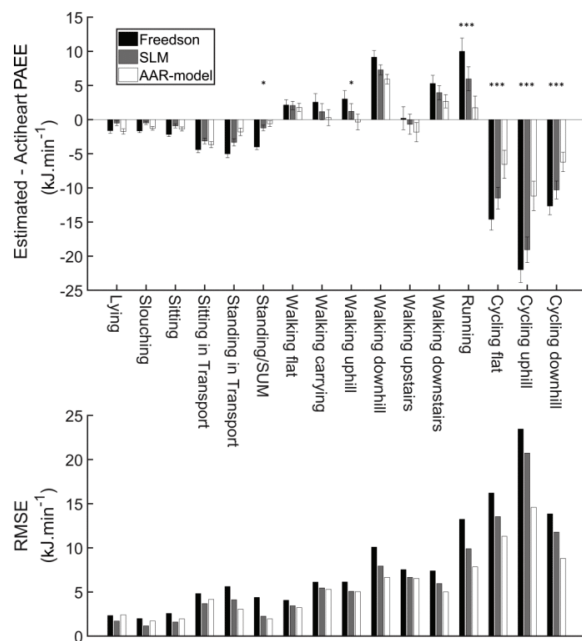 15
10
5
0
-5
-10
-15
-20
-25
Estimated - Actiheart PAEE
(kJ.min⁻¹)
Freedson
SLM
AAR-model
*
*
***
***
***
***
Lying
Slouching
Sitting
Sitting in Transport
Standing in Transport
Standing/SUM
Walking flat
Walking carrying
Walking uphill
Walking downhill
Walking upstairs
Walking downstairs
Running
Cycling flat
Cycling uphill
Cycling downhill
25
20
15
10
5
0
RMSE
(kJ.min⁻¹)